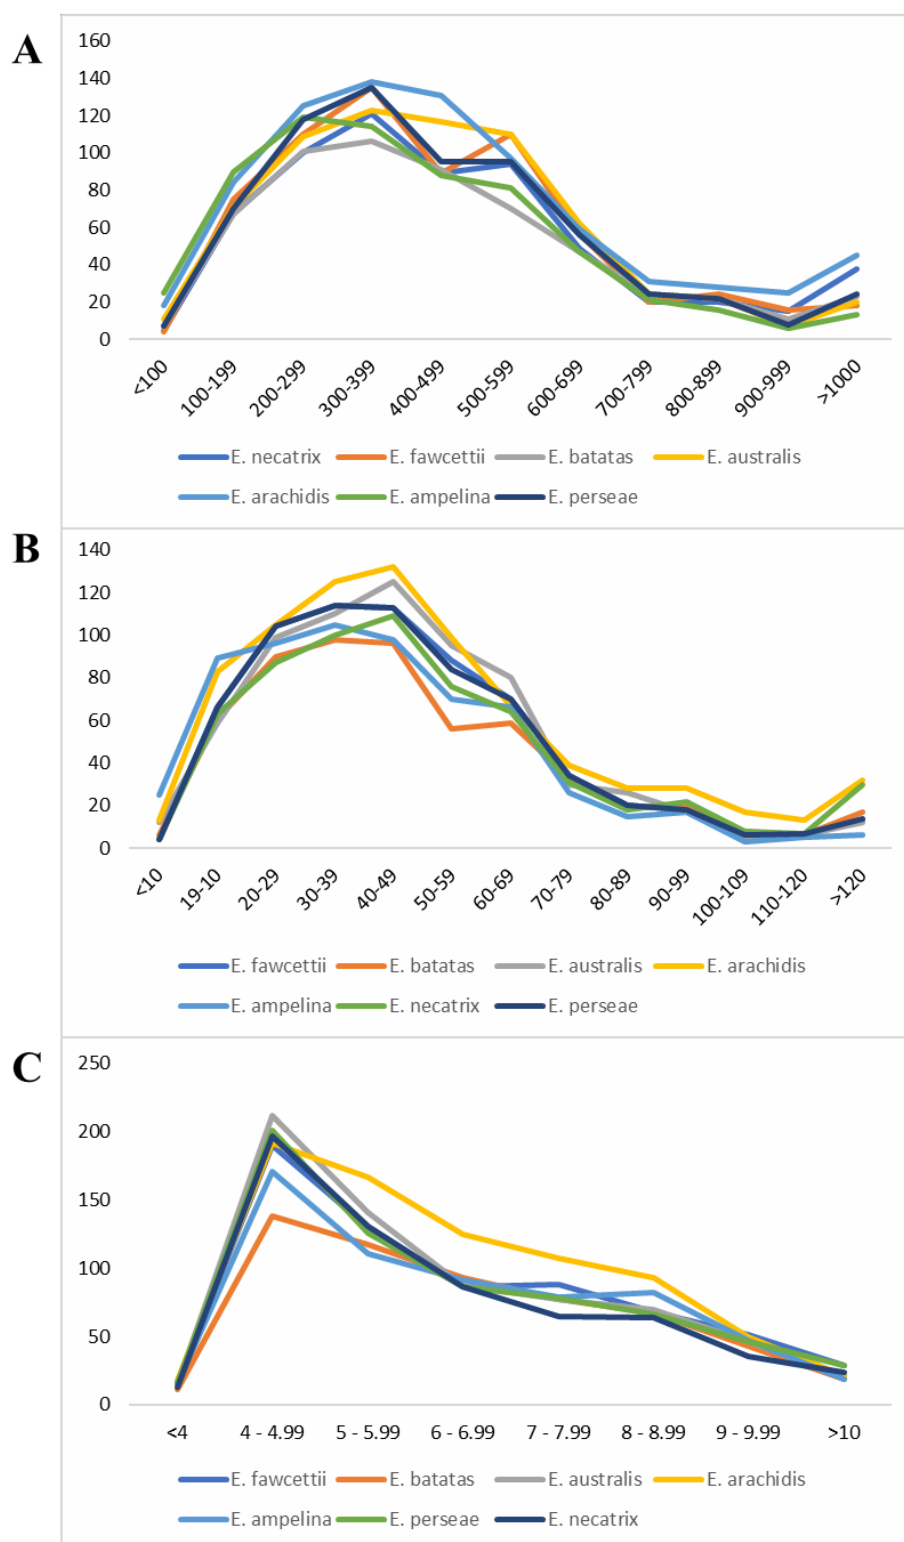 A
160
140
120
100
80
60
40
20
0
<100 100-199 200-299 300-399 400-499 500-599 600-699 700-799 800-899 900-999 >1000
E. necatrix E. fawcettii E. batatas E. australis
E. arachidis E. ampelina E. perseae
B
140
120
100
80
60
40
20
0
<10 19-10 20-29 30-39 40-49 50-59 60-69 70-79 80-89 90-99 100-109 110-120 >120
E. fawcettii E. batatas E. australis E. arachidis
E. ampelina E. necatrix E. perseae
C
250
200
150
100
50
0
<4 4 - 4.99 5 - 5.99 6 - 6.99 7 - 7.99 8 - 8.99 9 - 9.99 >10
E. fawcettii E. batatas E. australis E. arachidis
E. ampelina E. perseae E. necatrix